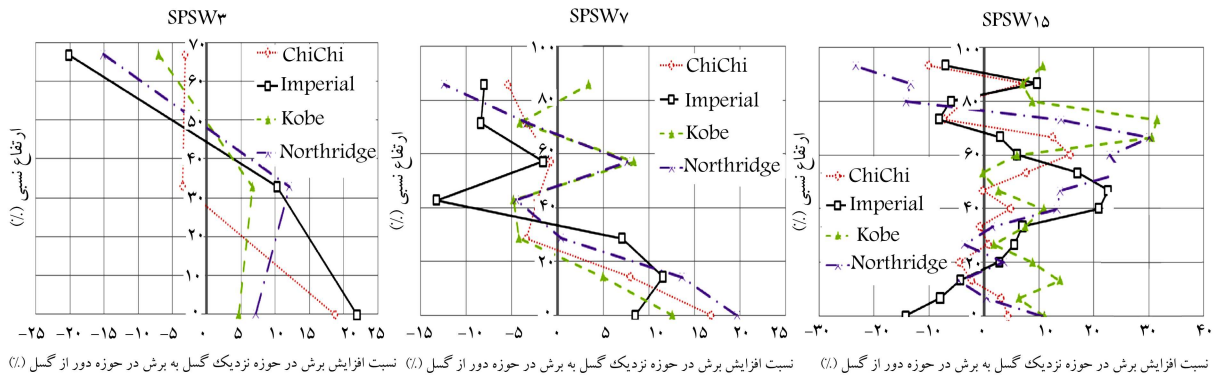 SPSW۳
۷۰
۶۰
۵۰
۴۰
۳۰
۲۰
۱۰
۰
-۲۵ -۲۰ -۱۵ -۱۰ -۵ ۰ ۱۰ ۱۵ ۲۰ ۲۵
ChiChi
Imperial
Kobe
Northridge
ارتفاع نسبی (٪)
نسبت افزایش برش در حوزه نزدیک گسل به برش در حوزه دور از گسل (٪)
SPSW۷
۱۰۰
۸۰
۶۰
۴۰
۲۰
۰
-۱۵ -۱۰ -۵ ۰ ۵ ۱۰ ۱۵ ۲۰ ۲۵
ChiChi
Imperial
Kobe
Northridge
ارتفاع نسبی (٪)
نسبت افزایش برش در حوزه نزدیک گسل به برش در حوزه دور از گسل (٪)
SPSW۱۵
۱۰۰
۸۰
۶۰
۴۰
۲۰
۰
-۳۰ -۲۰ -۱۰ ۰ ۱۰ ۲۰ ۳۰ ۴۰
ChiChi
Imperial
Kobe
Northridge
ارتفاع نسبی (٪)
نسبت افزایش برش در حوزه نزدیک گسل به برش در حوزه دور از گسل (٪)